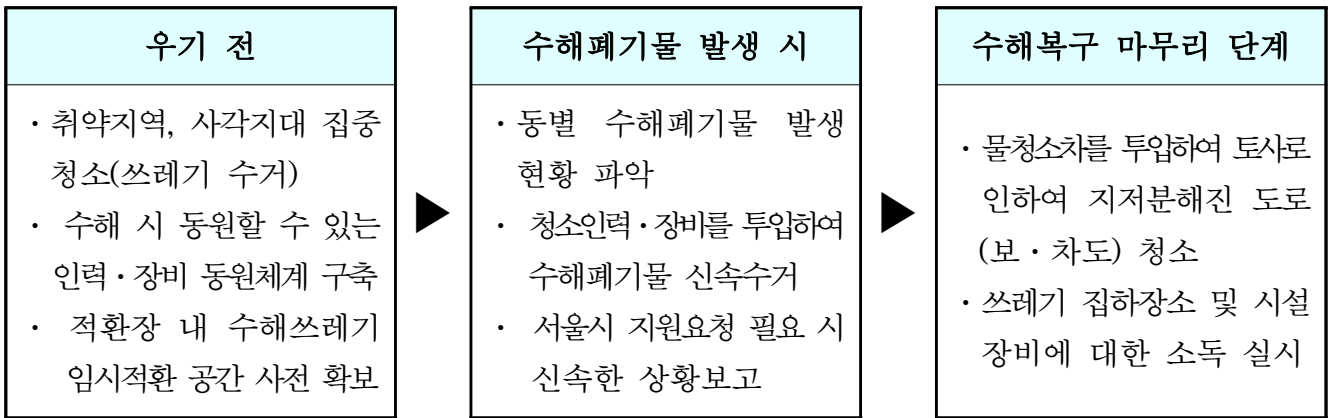 우기 전
· 취약지역, 사각지대 집중
청소(쓰레기 수거)
· 수해 시 동원할 수 있는
인력·장비 동원체계 구축
· 적환장 내 수해쓰레기
임시적환 공간 사전 확보
▶
수해폐기물 발생 시
· 동별 수해폐기물 발생
현황 파악
· 청소인력·장비를 투입하여
수해폐기물 신속수거
· 서울시 지원요청 필요 시
신속한 상황보고
▶
수해복구 마무리 단계
· 물청소차를 투입하여 토사로
인하여 지저분해진 도로
(보·차도) 청소
· 쓰레기 집하장소 및 시설
장비에 대한 소독 실시